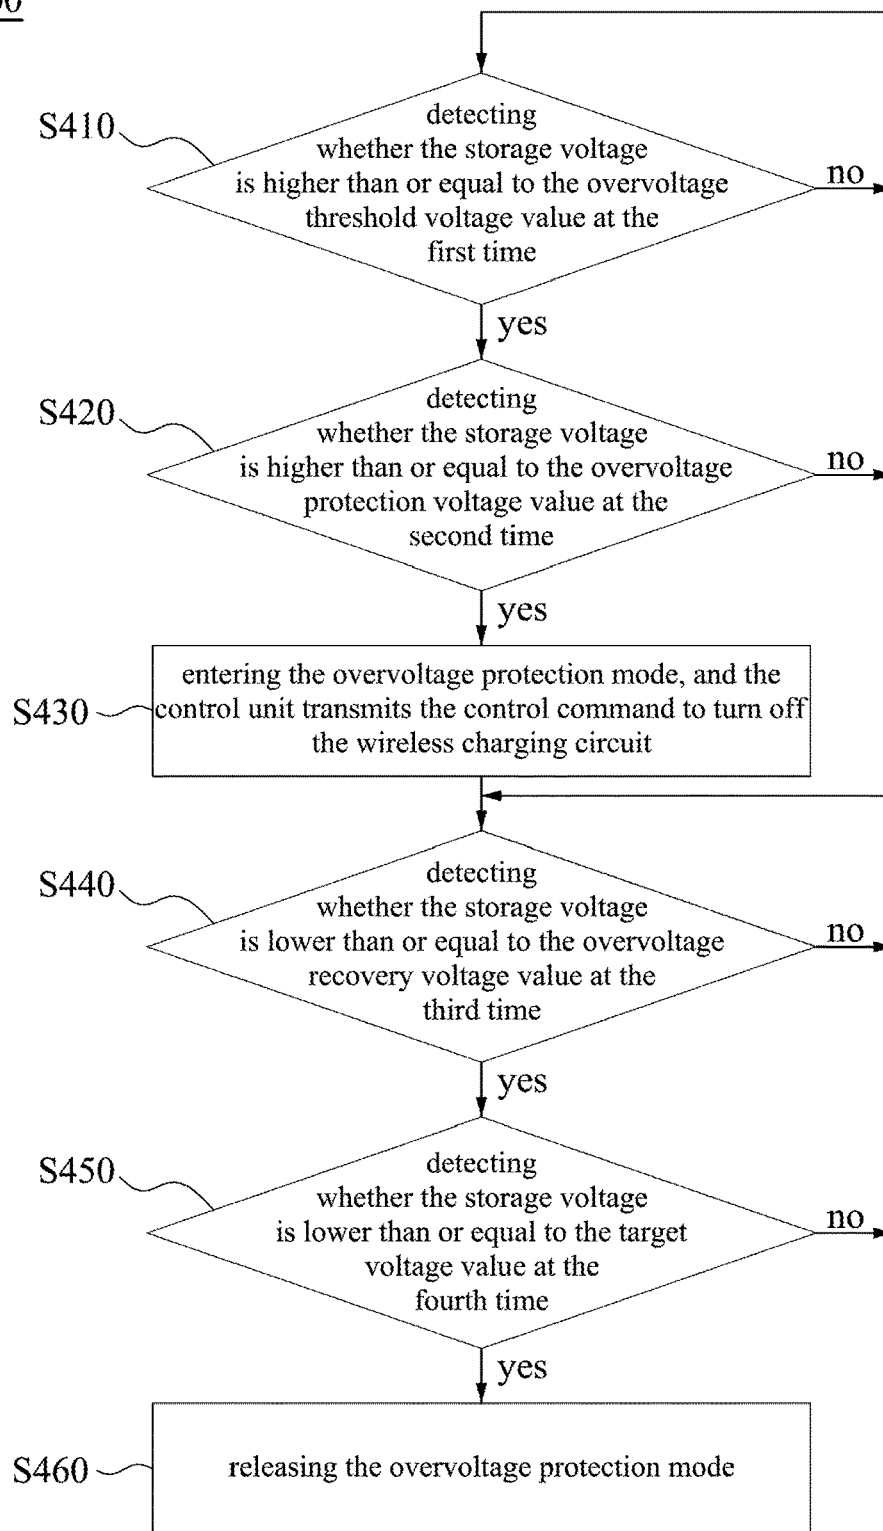 S410
detecting
whether the storage voltage
is higher than or equal to the overvoltage
threshold voltage value at the
first time
no
yes
S420
detecting
whether the storage voltage
is higher than or equal to the overvoltage
protection voltage value at the
second time
no
yes
S430
entering the overvoltage protection mode, and the
control unit transmits the control command to turn off
the wireless charging circuit
S440
detecting
whether the storage voltage
is lower than or equal to the overvoltage
recovery voltage value at the
third time
no
yes
S450
detecting
whether the storage voltage
is lower than or equal to the target
voltage value at the
fourth time
no
yes
S460
releasing the overvoltage protection mode